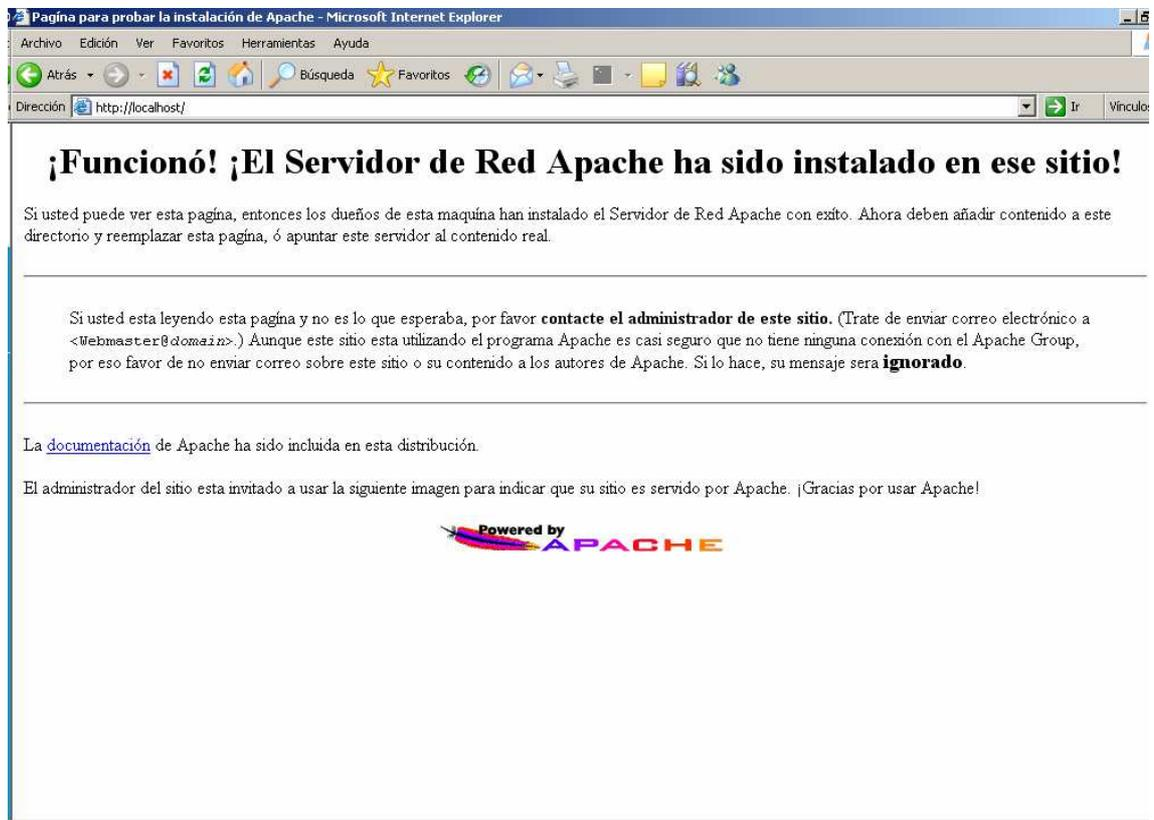 Pagína para probar la instalación de Apache - Microsoft Internet Explorer
Archivo Edición Ver Favoritos Herramientas Ayuda
Atrás Búsqueda Favoritos
Dirección http://localhost/ Ir Vínculos
¡Funcionó! ¡El Servidor de Red Apache ha sido instalado en ese sitio!
Si usted puede ver esta pagína, entonces los dueños de esta maquína han instalado el Servidor de Red Apache con exíto. Ahora deben añadir contenido a este
directorio y reemplazar esta pagína, ó apuntar este servidor al contenido real.
Si usted esta leyendo esta pagína y no es lo que esperaba, por favor contacte el administrador de este sitio. (Trate de enviar correo electrónico a
<Webmaster@domain>.) Aunque este sitio esta utilizando el programa Apache es casi seguro que no tiene ninguna conexión con el Apache Group,
por eso favor de no enviar correo sobre este sitio o su contenido a los autores de Apache. Si lo hace, su mensaje sera ignorado.
La documentación de Apache ha sido incluida en esta distribución.
El administrador del sitio esta invitado a usar la siguiente imagen para indicar que su sitio es servido por Apache. ¡Gracias por usar Apache!
Powered by
APACHE